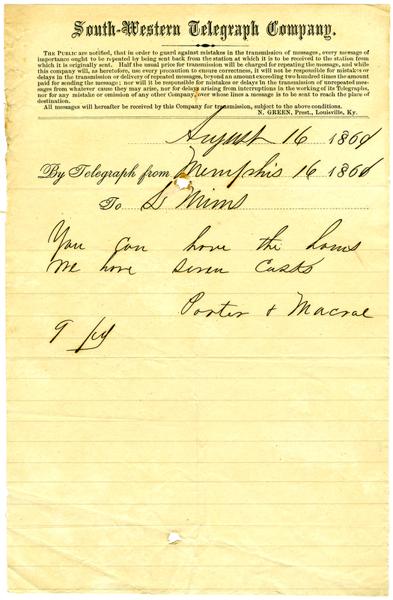 South-Western Telegraph Company.
THE PUBLIC are notified, that in order to guard against mistakes in the transmission of messages, every message of
importance ought to be repeated by being sent back from the station at which it is to be received to the station from
which it is originally sent. Half the usual price for transmission will be charged for repeating the message, and while
this company will, as heretofore, use every precaution to ensure correctness, it will not be responsible for mistakes or
delays in the transmission or delivery of repeated messages, beyond an amount exceeding two hundred times the amount
paid for sending the message; nor will it be responsible for mistakes or delays in the transmission of unrepeated mes-
sages from whatever cause they may arise, nor for delays arising from interruptions in the working of its Telegraphs,
nor for any mistake or omission of any other Company, over whose lines a message is to be sent to reach the place of
destination.
All messages will hereafter be received by this Company for transmission, subject to the above conditions.
N. GREEN, Prest., Louisville, Ky.
August 16 186
By Telegraph from Memphis 16 186
To Mims
You can have the hams
We have seven Casks
Porter & Macrae
9